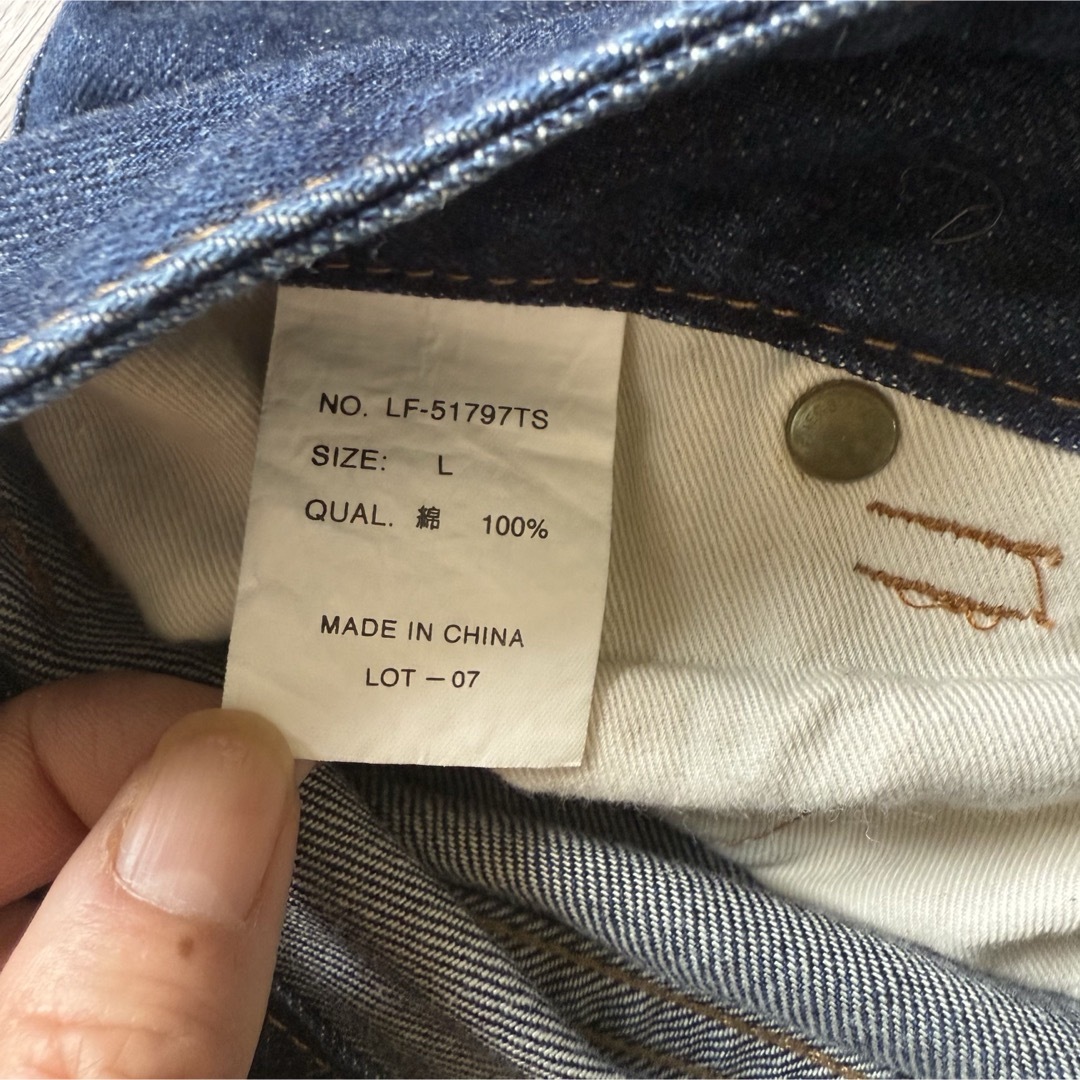 NO. LF-51797TS
SIZE: L
QUAL. 綿 100%
MADE IN CHINA
LOT – 07